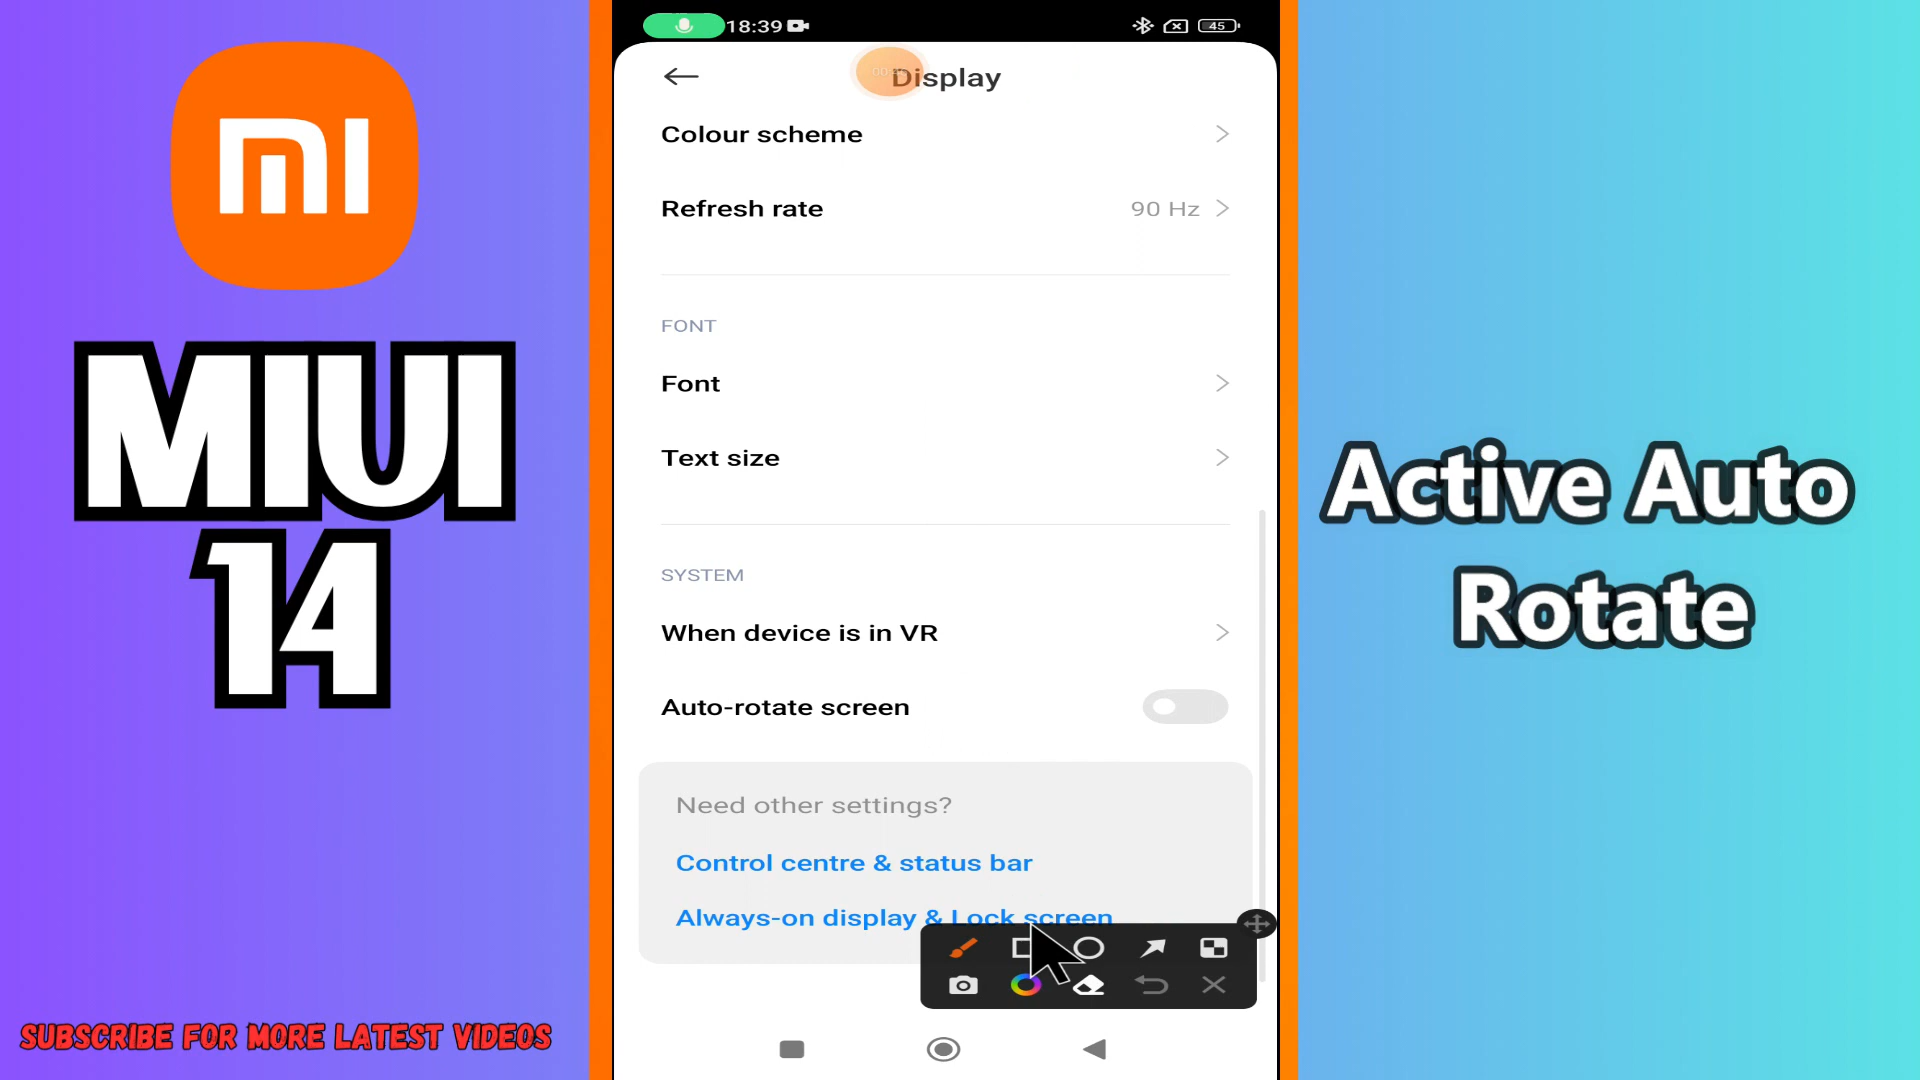 MIUI
14
SUBSCRIBE FOR MORE LATEST VIDEOS
18:39
45
Display
Colour scheme
Refresh rate 90 Hz
FONT
Font
Text size
SYSTEM
When device is in VR
Auto-rotate screen
Need other settings?
Control centre & status bar
Always-on display & Lock screen
Active Auto
Rotate